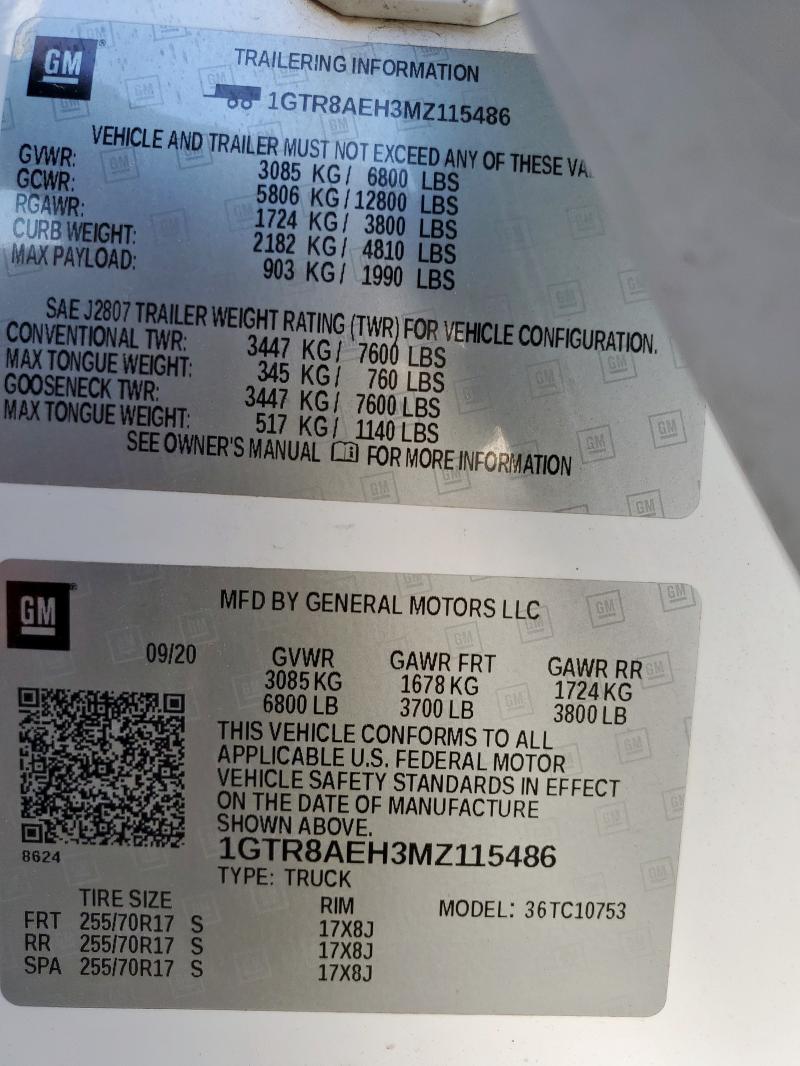 GM
TRAILERING INFORMATION
1GTR8AEH3MZ115486
VEHICLE AND TRAILER MUST NOT EXCEED ANY OF THESE
GVWR: 3085 KG/ 6800 LBS
GCWR: 5806 KG/12800 LBS
RGAWR: 1724 KG/ 3800 LBS
CURB WEIGHT: 2182 KG/ 4810 LBS
MAX PAYLOAD: 903 KG/ 1990 LBS
SAE J2807 TRAILER WEIGHT RATING (TWR) FOR VEHICLE CONFIGURATION.
CONVENTIONAL TWR: 3447 KG/ 7600 LBS
MAX TONGUE WEIGHT: 345 KG/ 760 LBS
GOOSENECK TWR: 3447 KG/ 7600 LBS
MAX TONGUE WEIGHT: 517 KG/ 1140 LBS
SEE OWNER'S MANUAL FOR MORE INFORMATION
GM
MFD BY GENERAL MOTORS LLC
09/20 GVWR GAWR FRT GAWR RR
3085 KG 1678 KG 1724 KG
6800 LB 3700 LB 3800 LB
THIS VEHICLE CONFORMS TO ALL
APPLICABLE U.S. FEDERAL MOTOR
VEHICLE SAFETY STANDARDS IN EFFECT
ON THE DATE OF MANUFACTURE
SHOWN ABOVE.
8624
1GTR8AEH3MZ115486
TYPE: TRUCK
TIRE SIZE RIM MODEL: 36TC10753
FRT 255/70R17 S 17X8J
RR 255/70R17 S 17X8J
SPA 255/70R17 S 17X8J